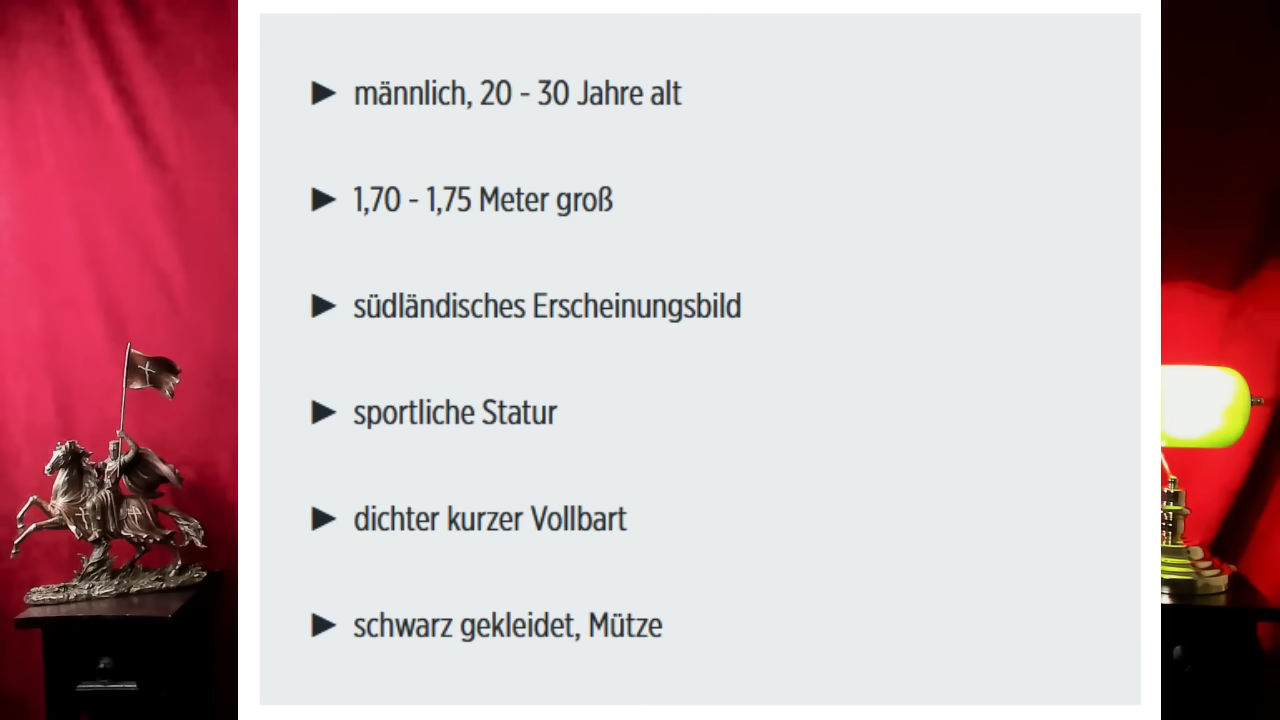 ► männlich, 20 - 30 Jahre alt
► 1,70 - 1,75 Meter groß
► südländisches Erscheinungsbild
► sportliche Statur
► dichter kurzer Vollbart
► schwarz gekleidet, Mütze